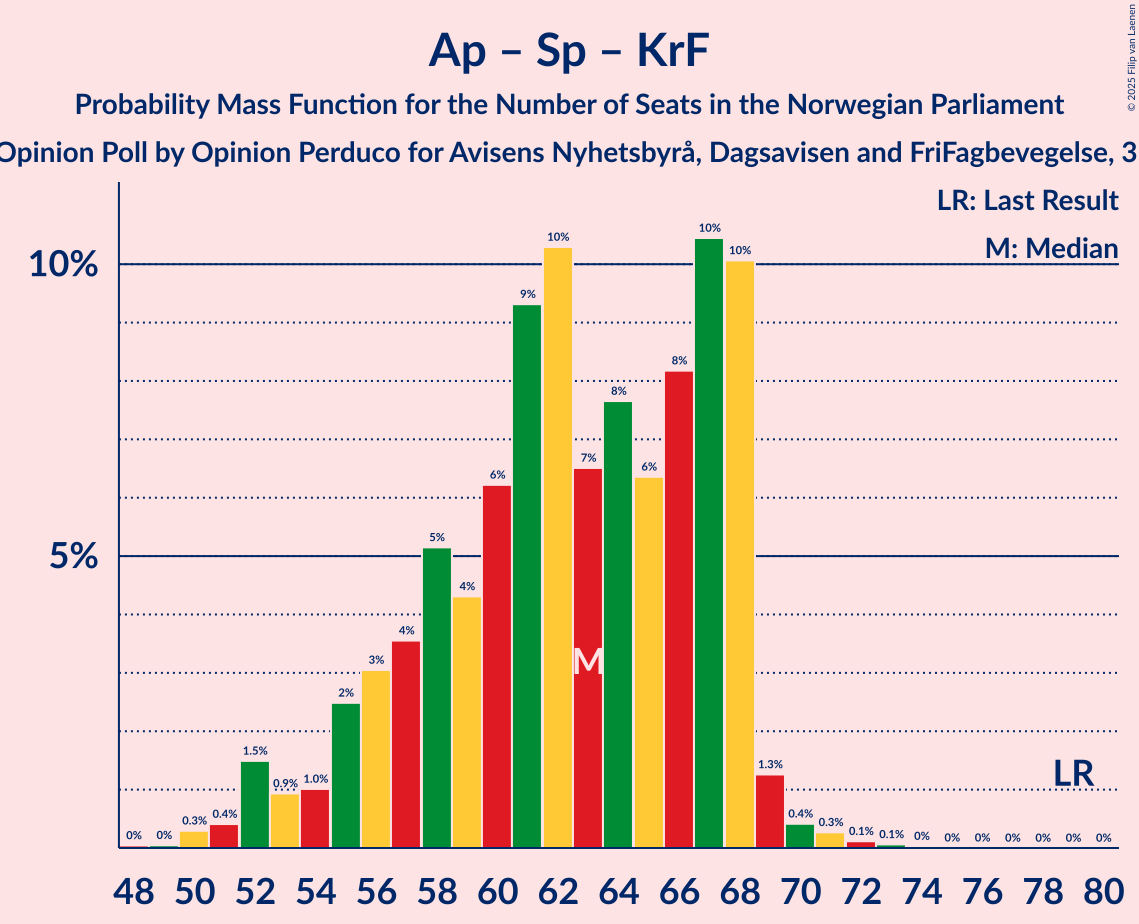 Ap – Sp – KrF
Probability Mass Function for the Number of Seats in the Norwegian Parliament
Opinion Poll by Opinion Perduco for Avisens Nyhetsbyrå, Dagsavisen and FriFagbevegelse, 3
© 2025 Filip van Laenen
LR: Last Result
M: Median
10%
5%
0% 0% 0.3% 0.4% 1.5% 0.9% 1.0% 2% 3% 4% 5% 4% 6% 9% 10% 7% 8% 6% 8% 10% 10% 1.3% 0.4% 0.3% 0.1% 0.1% 0% 0% 0% 0% 0% 0% 0%
M
LR
48 50 52 54 56 58 60 62 64 66 68 70 72 74 76 78 80